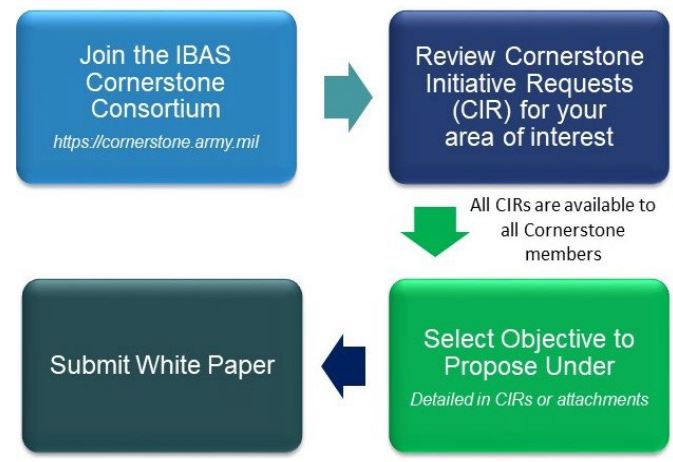 Join the IBAS
Cornerstone
Consortium
https://cornerstone.army.mil
Review Cornerstone
Initiative Requests
(CIR) for your
area of interest
All CIRs are available to
all Cornerstone
members
Select Objective to
Propose Under
Detailed in CIRs or attachments
Submit White Paper